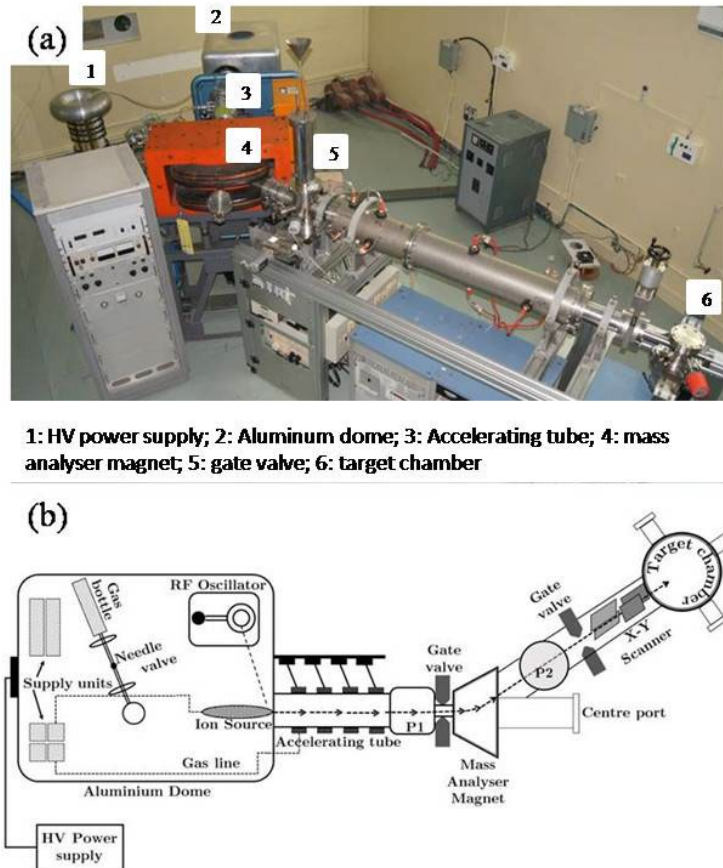 (a)
1
2
3
4
5
6
1: HV power supply; 2: Aluminum dome; 3: Accelerating tube; 4: mass
analyser magnet; 5: gate valve; 6: target chamber
(b)
Gas
bottle
RF Oscillator
Needle
valve
Supply units
Ion Source
Gas line
Aluminium Dome
HV Power
supply
Accelerating tube
P1
Gate
valve
Mass
Analyser
Magnet
Gate
valve
P2
X-Y
Scanner
Target
chamber
Centre port